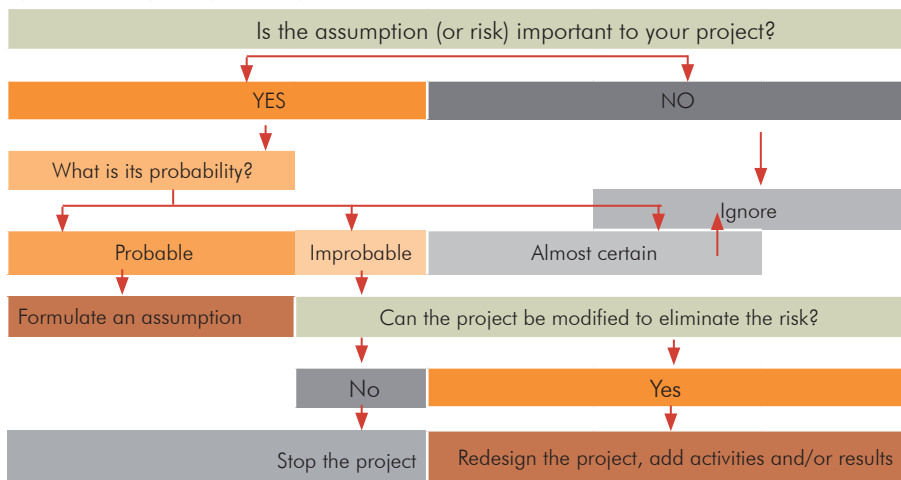 Is the assumption (or risk) important to your project?
YES
NO
What is its probability?
Ignore
Probable
Improbable
Almost certain
Formulate an assumption
Can the project be modified to eliminate the risk?
No
Yes
Stop the project
Redesign the project, add activities and/or results